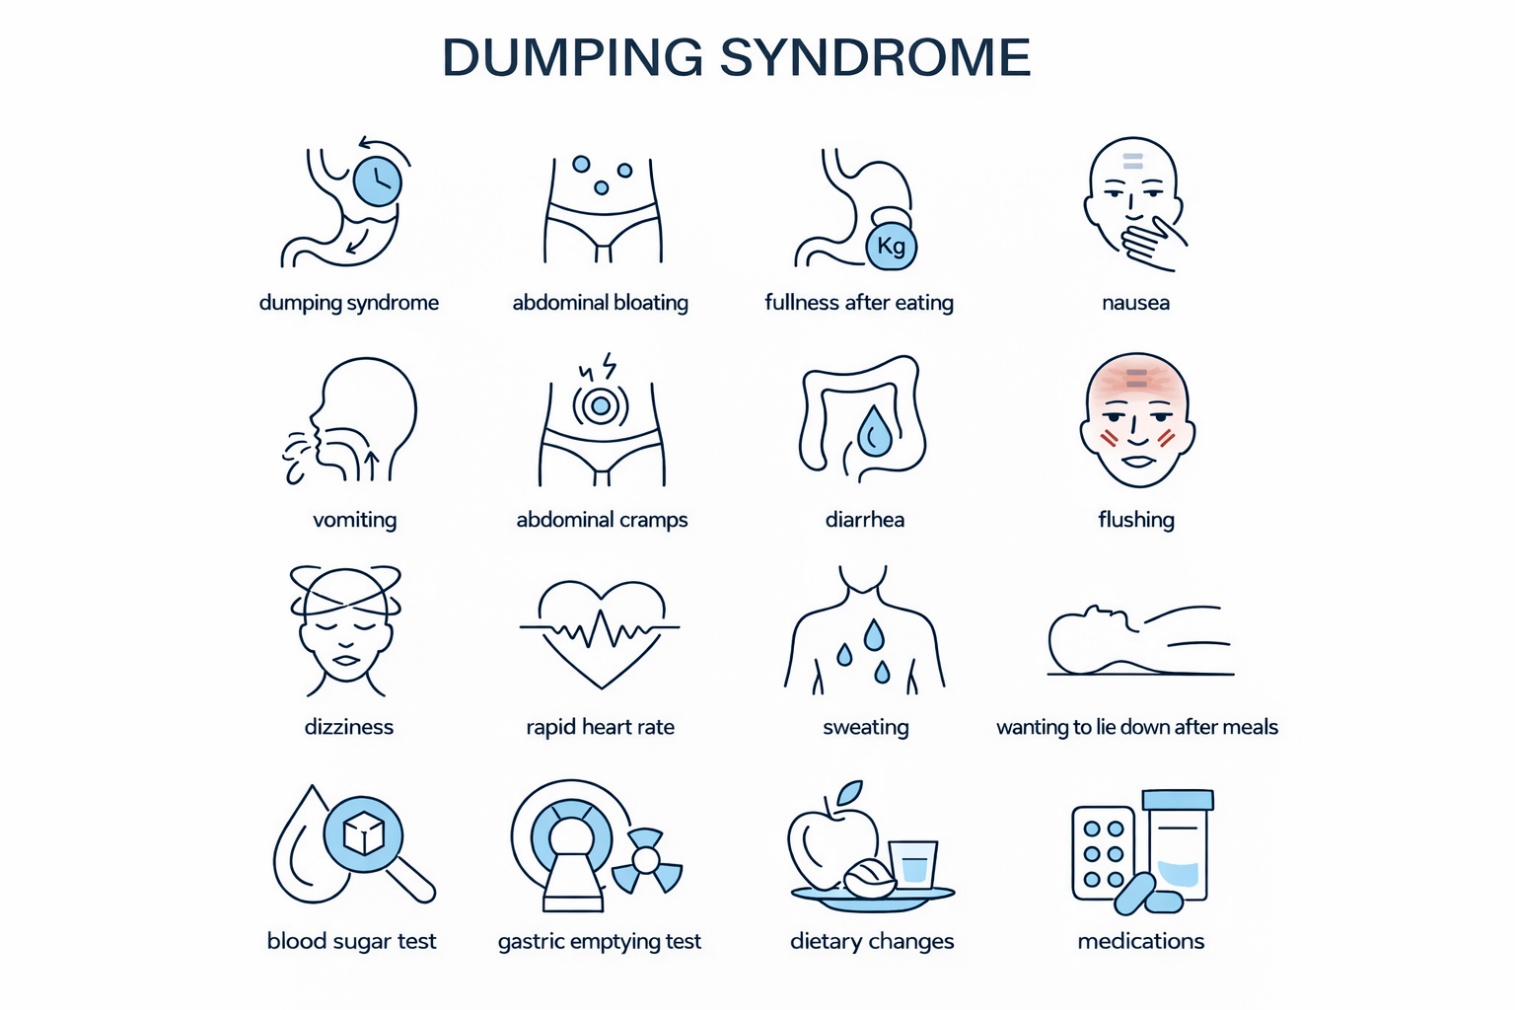 DUMPING SYNDROME
dumping syndrome
abdominal bloating
Kg
fullness after eating
nausea
vomiting
abdominal cramps
diarrhea
flushing
dizziness
rapid heart rate
sweating
wanting to lie down after meals
blood sugar test
gastric emptying test
dietary changes
medications